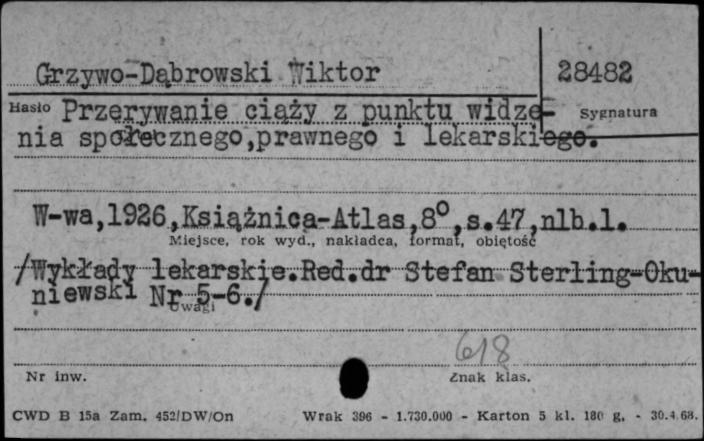 Grzywo-Dąbrowski Wiktor 28482
Hasło Przerywanie ciąży z punktu widze- Sygnatura
nia społecznego,prawnego i lekarskiego.
W-wa,1926,Książnica-Atlas,8⁰,s.47,nlb.1.
Miejsce, rok wyd., nakładca, format, objętość
/Wykłady lekarskie.Red.dr Stefan Sterling-Oku-
niewski Nr 5-6./
Uwagi
618
Nr inw. Znak klas.
CWD B 15a Zam. 452/DW/On Wrak 396 - 1.730.000 - Karton 5 kl. 180 g. - 30.4.68.